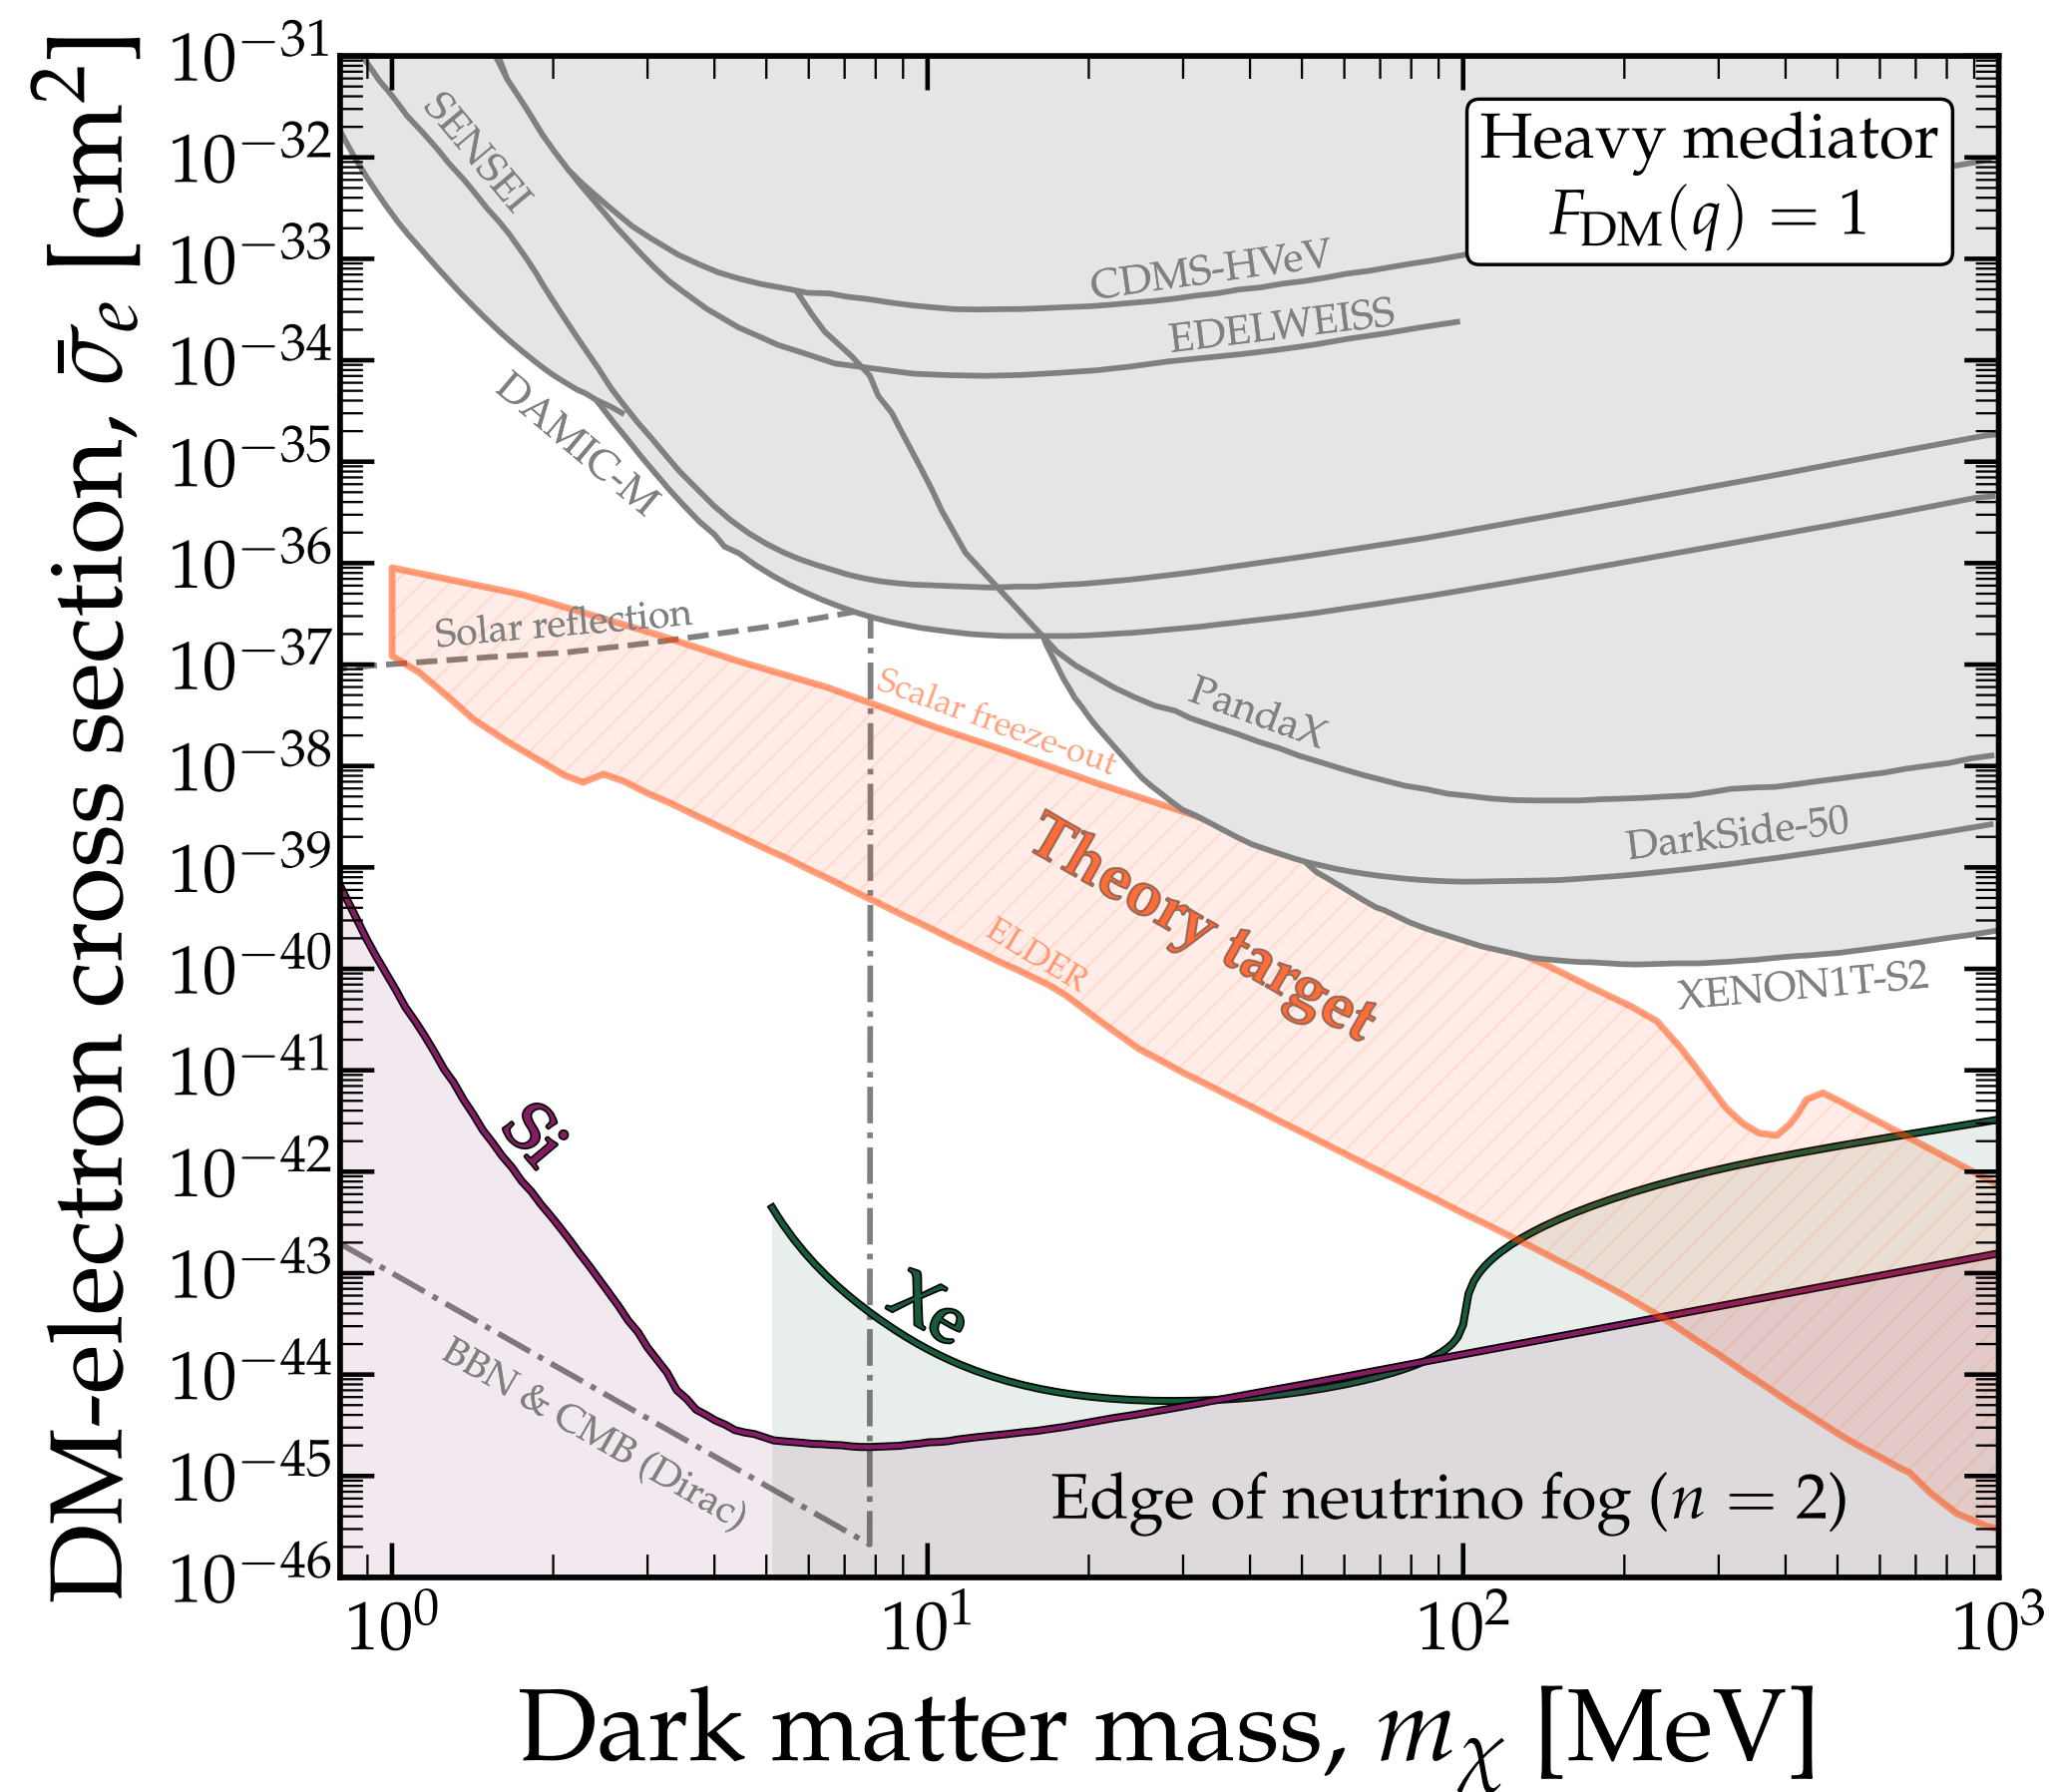 DM-electron cross section, σ̄ₑ [cm²]
10⁻³¹
10⁻³²
10⁻³³
10⁻³⁴
10⁻³⁵
10⁻³⁶
10⁻³⁷
10⁻³⁸
10⁻³⁹
10⁻⁴⁰
10⁻⁴¹
10⁻⁴²
10⁻⁴³
10⁻⁴⁴
10⁻⁴⁵
10⁻⁴⁶
Heavy mediator
F_DM(q) = 1
SENSEI
CDMS-HVeV
EDELWEISS
DAMIC-M
Solar reflection
Scalar freeze-out
PandaX
DarkSide-50
Theory target
ELDER
XENON1T-S2
Si
Xe
BBN & CMB (Dirac)
Edge of neutrino fog (n = 2)
10⁰
10¹
10²
10³
Dark matter mass, m_χ [MeV]